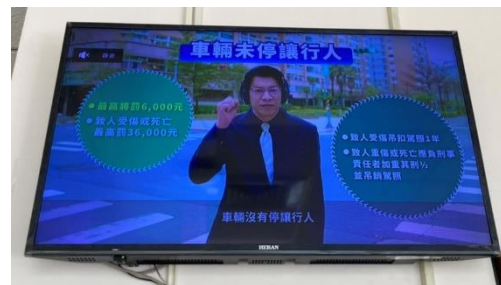 靜音
車輛未停讓行人
最高將罰6,000元
致人受傷或死亡
最高罰36,000元
致人受傷吊扣駕照1年
致人重傷或死亡應負刑事
責任者加重其刑½
並吊銷駕照
車輛沒有停讓行人
HERAN